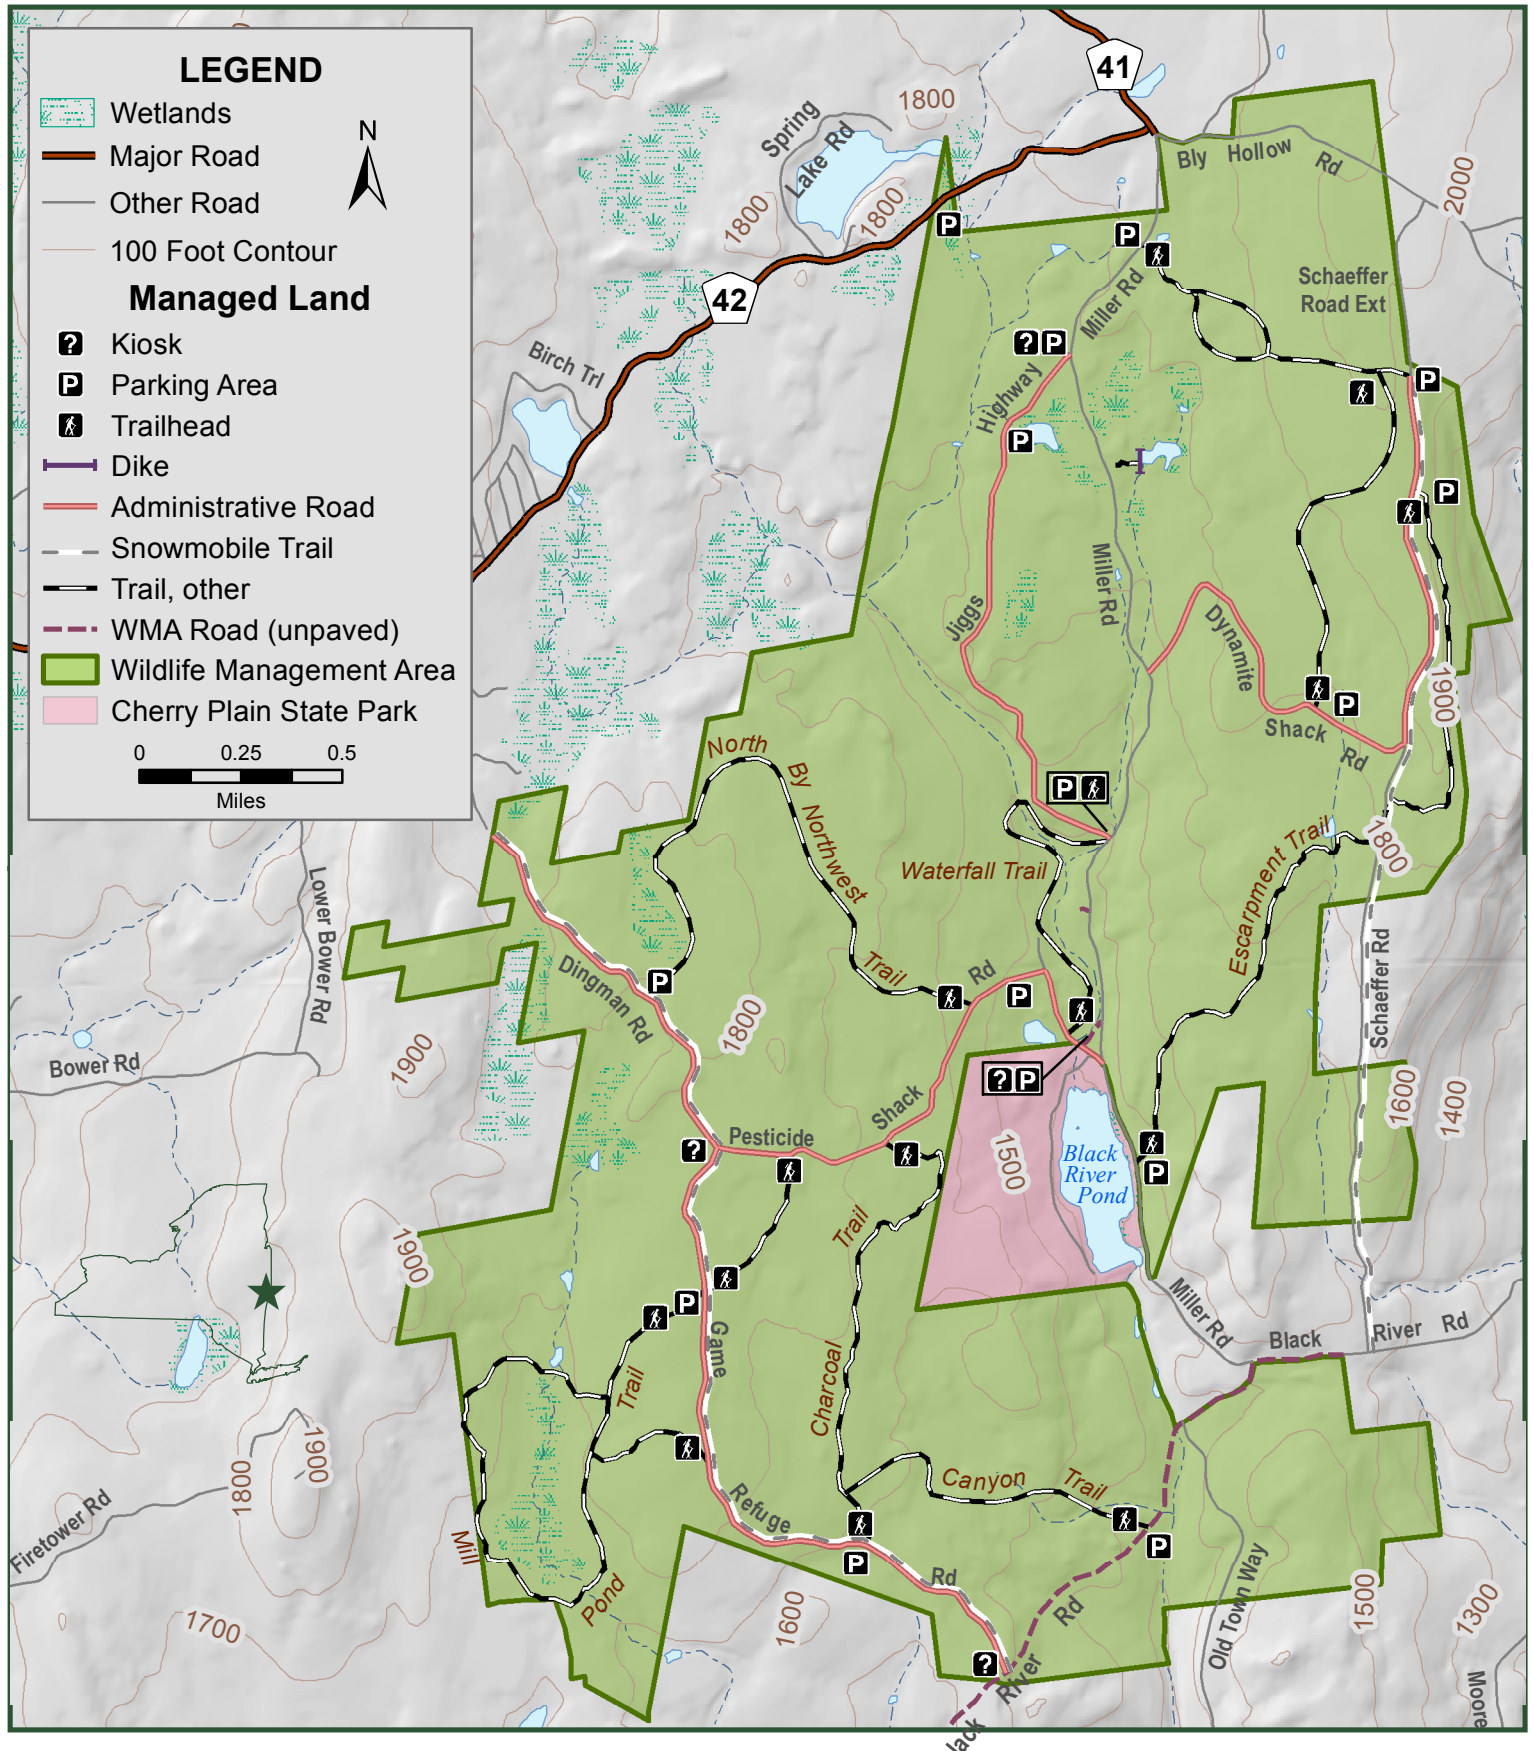 LEGEND
Wetlands
Major Road
Other Road
100 Foot Contour
N
Managed Land
? Kiosk
P Parking Area
Trailhead
Dike
Administrative Road
Snowmobile Trail
Trail, other
WMA Road (unpaved)
Wildlife Management Area
Cherry Plain State Park
0 0.25 0.5
Miles
41
42
1800
Spring
Lake Rd
1800
1800
Bly Hollow Rd
2000
P
P
Miller Rd
Schaeffer
Road Ext
Birch Trl
? P
Highway
P
P
P
Jiggs
Miller Rd
Dynamite
Shack
Rd
P
1900
North
By
Northwest
Trail
P
Waterfall Trail
Escarpment Trail
1800
Lower Bower Rd
Dingman Rd
P
Rd
P
Schaeffer Rd
1800
1900
Bower Rd
? P
Shack
Pesticide
?
1500
Black
River
Pond
P
1600
1400
1900
Trail
P
Game
Miller Rd
Black
River Rd
Trail
Charcoal
Canyon
Trail
1900
1800
Firetower Rd
Mill
Pond
Refuge
Rd
P
P
1700
1600
Rd
Old Town Way
1500
1300
?
River
lack
Moore